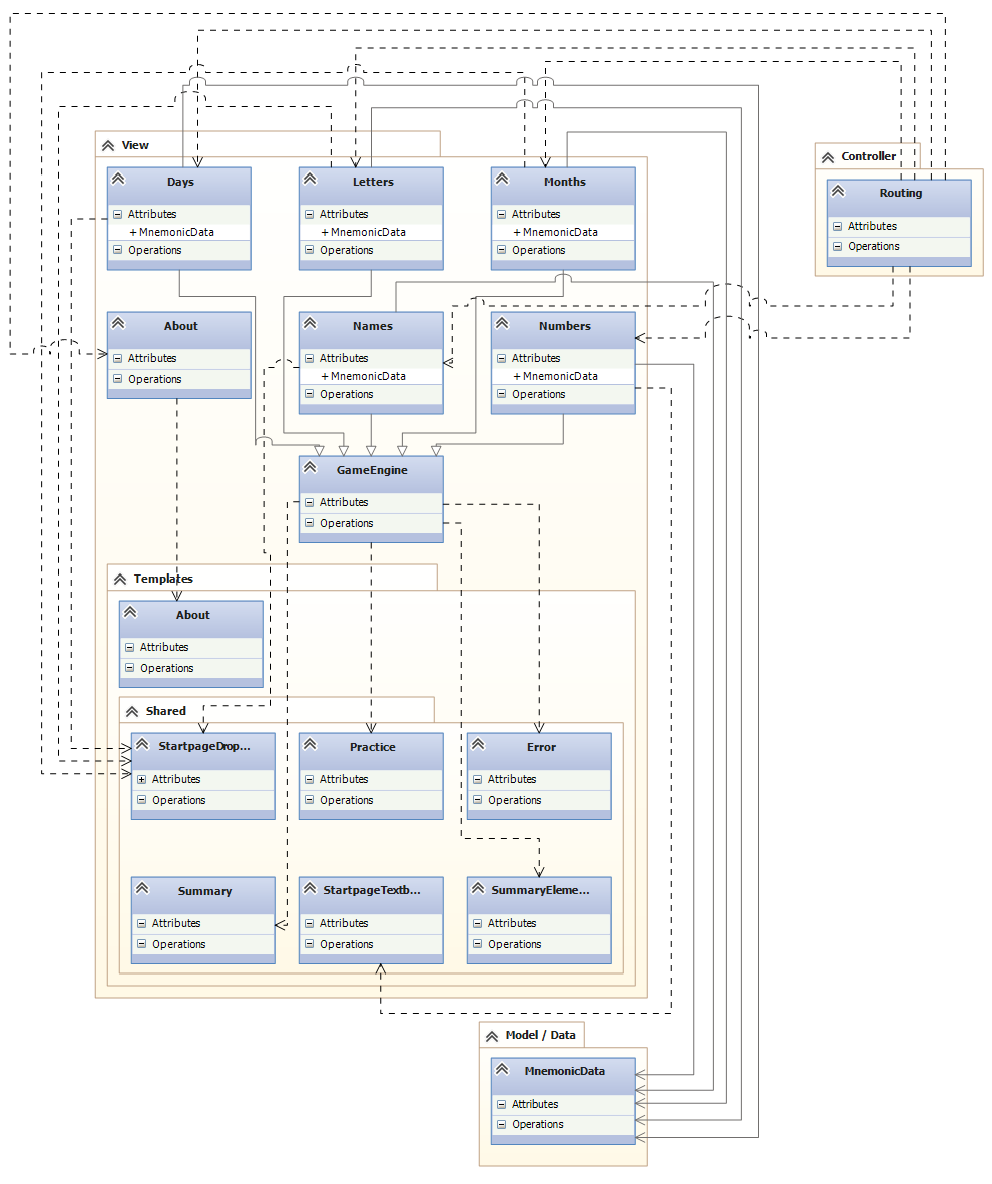 View
Controller
Days
Attributes
+ MnemonicData
Operations
Letters
Attributes
+ MnemonicData
Operations
Months
Attributes
+ MnemonicData
Operations
Routing
Attributes
Operations
About
Attributes
Operations
Names
Attributes
+ MnemonicData
Operations
Numbers
Attributes
+ MnemonicData
Operations
GameEngine
Attributes
Operations
Templates
About
Attributes
Operations
Shared
StartpageDrop...
Attributes
Operations
Practice
Attributes
Operations
Error
Attributes
Operations
Summary
Attributes
Operations
StartpageTextb...
Attributes
Operations
SummaryEleme...
Attributes
Operations
Model / Data
MnemonicData
Attributes
Operations